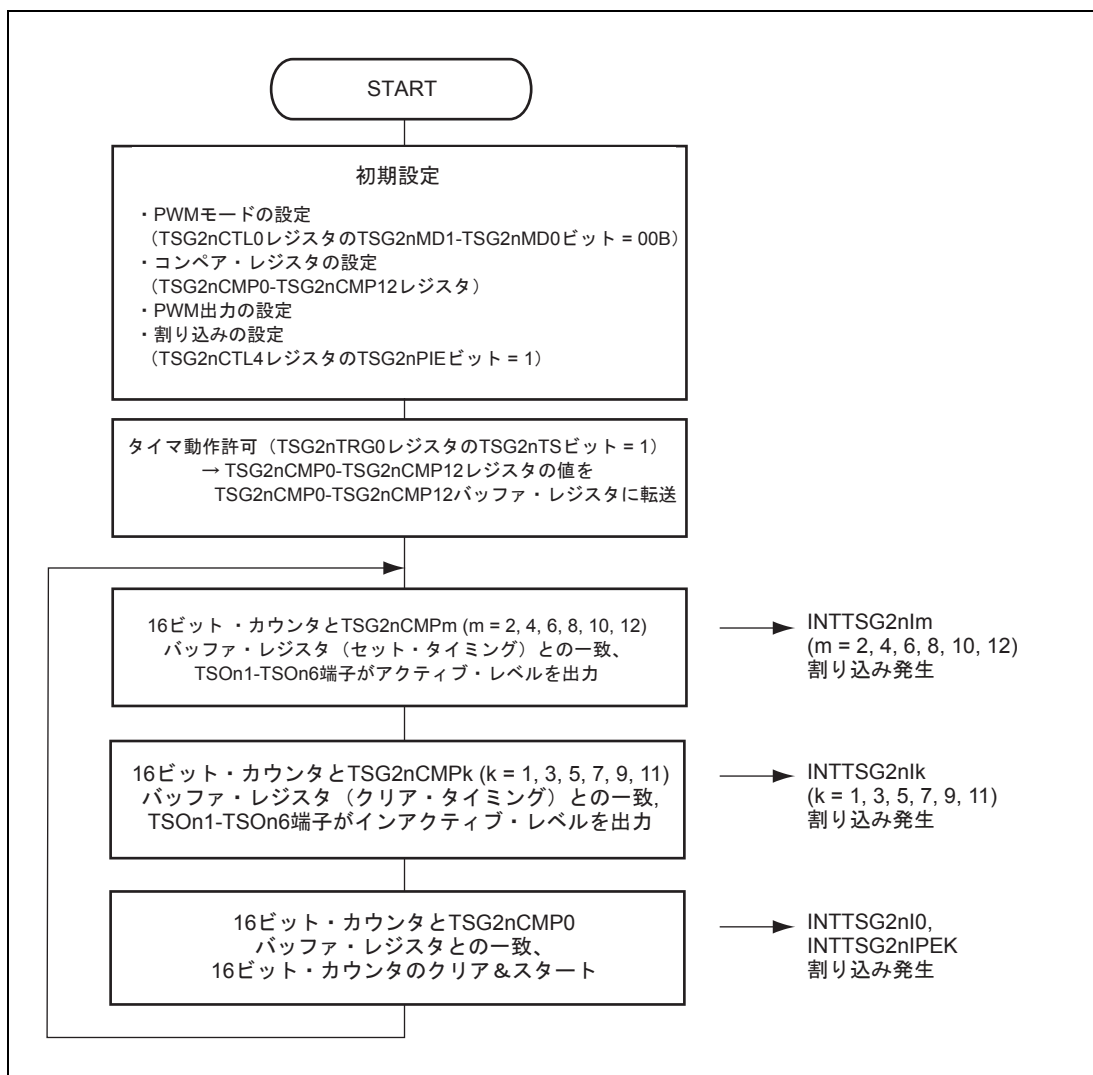 START
初期設定
・PWMモードの設定
（TSG2nCTL0レジスタのTSG2nMD1-TSG2nMD0ビット = 00B）
・コンペア・レジスタの設定
（TSG2nCMP0-TSG2nCMP12レジスタ）
・PWM出力の設定
・割り込みの設定
（TSG2nCTL4レジスタのTSG2nPIEビット = 1）
タイマ動作許可（TSG2nTRG0レジスタのTSG2nTSビット = 1）
→ TSG2nCMP0-TSG2nCMP12レジスタの値を
TSG2nCMP0-TSG2nCMP12バッファ・レジスタに転送
16ビット・カウンタとTSG2nCMPm (m = 2, 4, 6, 8, 10, 12)
バッファ・レジスタ（セット・タイミング）との一致、
TSOn1-TSOn6端子がアクティブ・レベルを出力
INTTSG2nIm
(m = 2, 4, 6, 8, 10, 12)
割り込み発生
16ビット・カウンタとTSG2nCMPk (k = 1, 3, 5, 7, 9, 11)
バッファ・レジスタ（クリア・タイミング）との一致,
TSOn1-TSOn6端子がインアクティブ・レベルを出力
INTTSG2nIk
(k = 1, 3, 5, 7, 9, 11)
割り込み発生
16ビット・カウンタとTSG2nCMP0
バッファ・レジスタとの一致、
16ビット・カウンタのクリア＆スタート
INTTSG2nI0,
INTTSG2nIPEK
割り込み発生